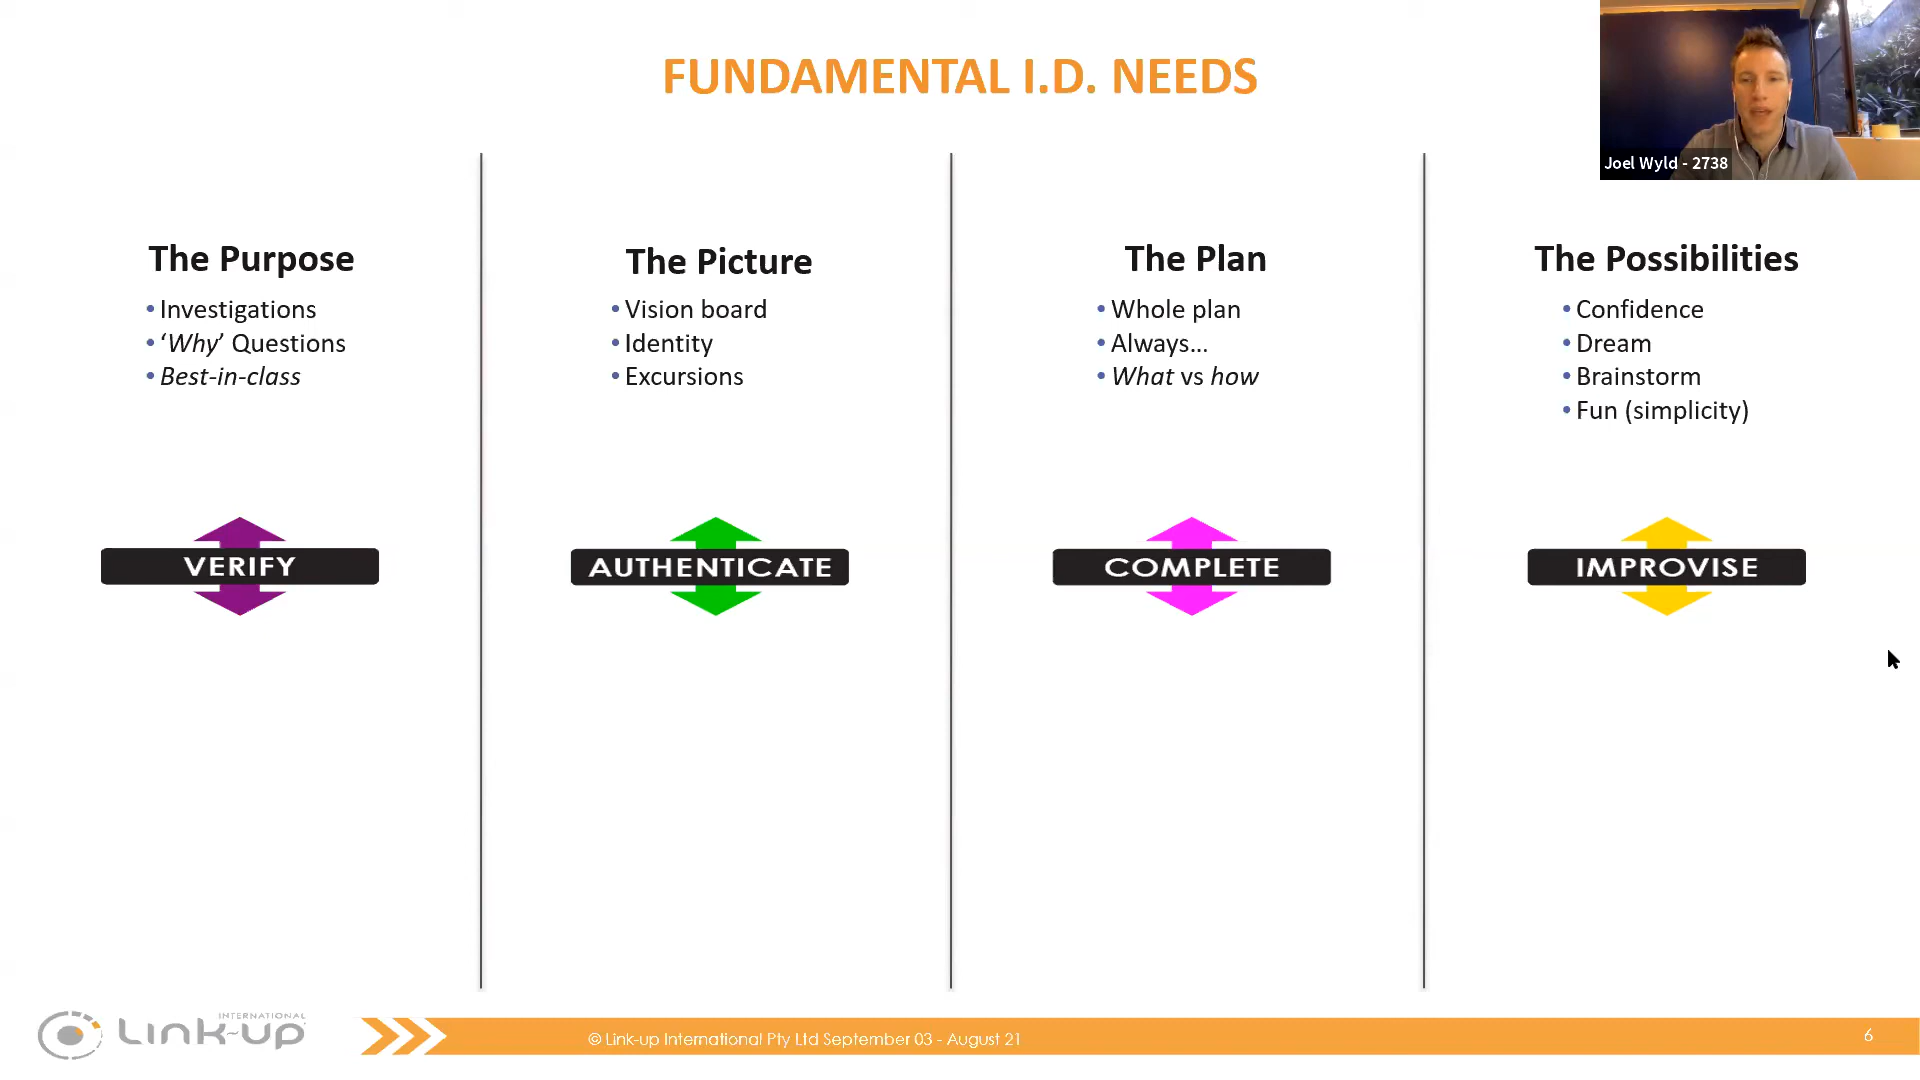 FUNDAMENTAL I.D. NEEDS
Joel Wyld - 2738
The Purpose
• Investigations
• ‘Why’ Questions
• Best-in-class
VERIFY
The Picture
• Vision board
• Identity
• Excursions
AUTHENTICATE
The Plan
• Whole plan
• Always...
• What vs how
COMPLETE
The Possibilities
• Confidence
• Dream
• Brainstorm
• Fun (simplicity)
IMPROVISE
INTERNATIONAL
Link-up
© Link-up International Pty Ltd September 03 - August 21
6